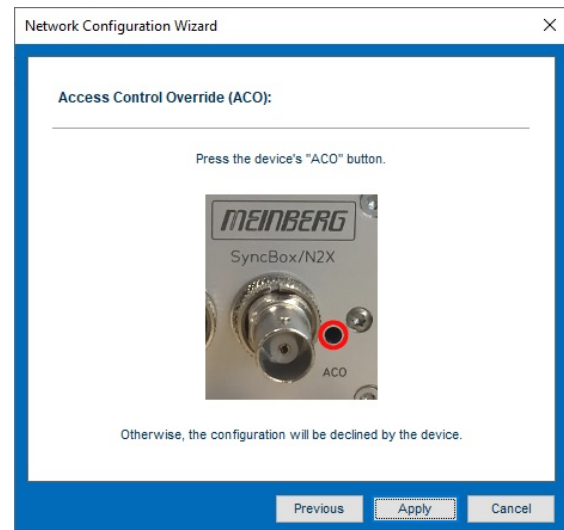 Network Configuration Wizard
Access Control Override (ACO):
Press the device's "ACO" button.
MEINBERG
SyncBox/N2X
ACO
Otherwise, the configuration will be declined by the device.
Previous Apply Cancel